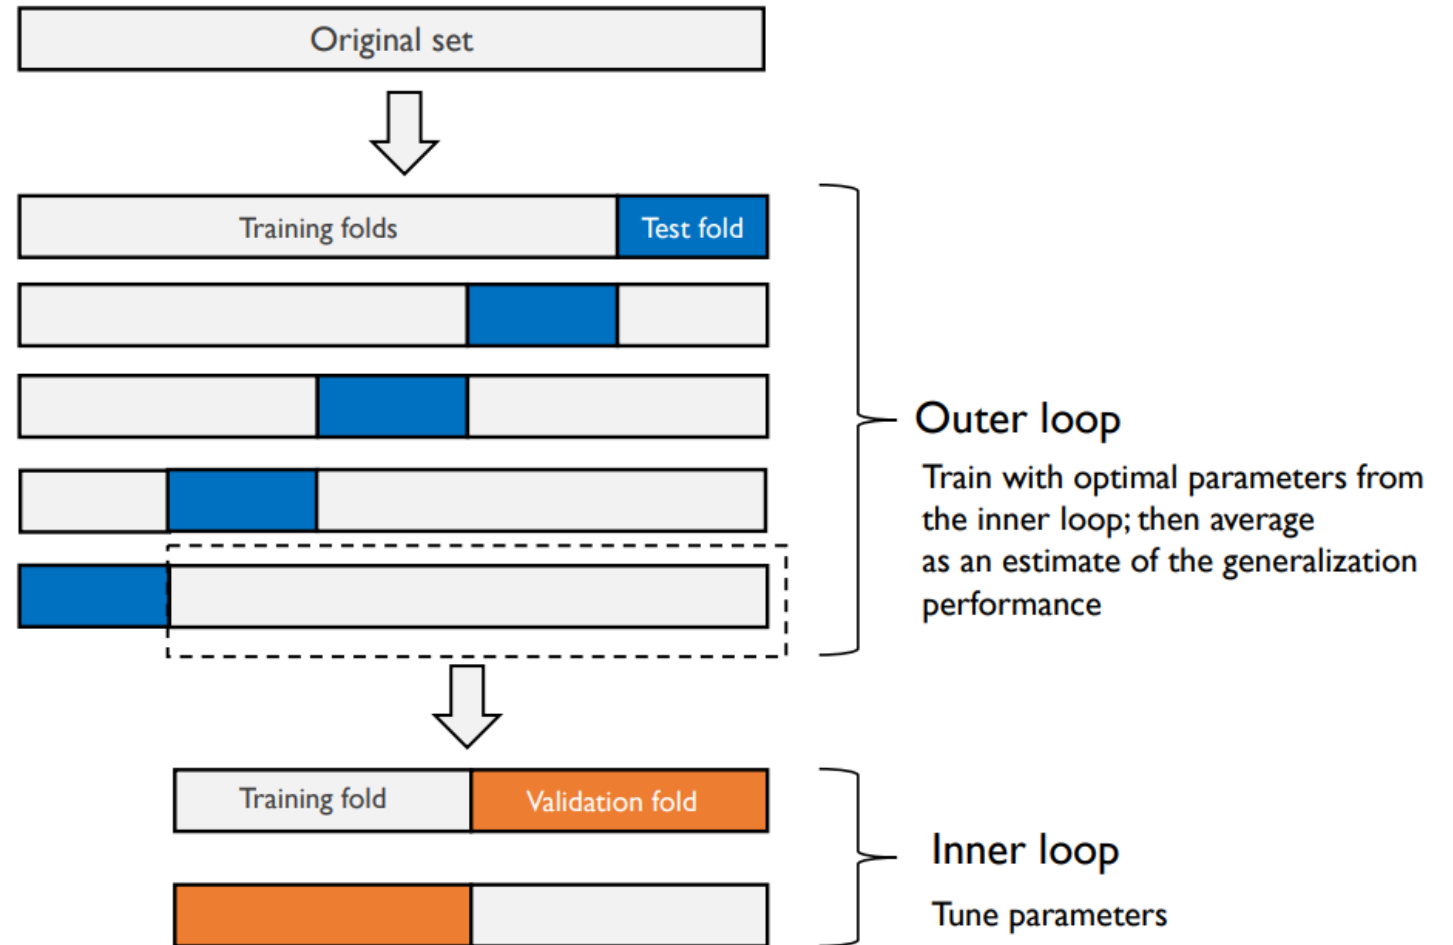 Original set
Training folds
Test fold
Outer loop
Train with optimal parameters from
the inner loop; then average
as an estimate of the generalization
performance
Training fold
Validation fold
Inner loop
Tune parameters